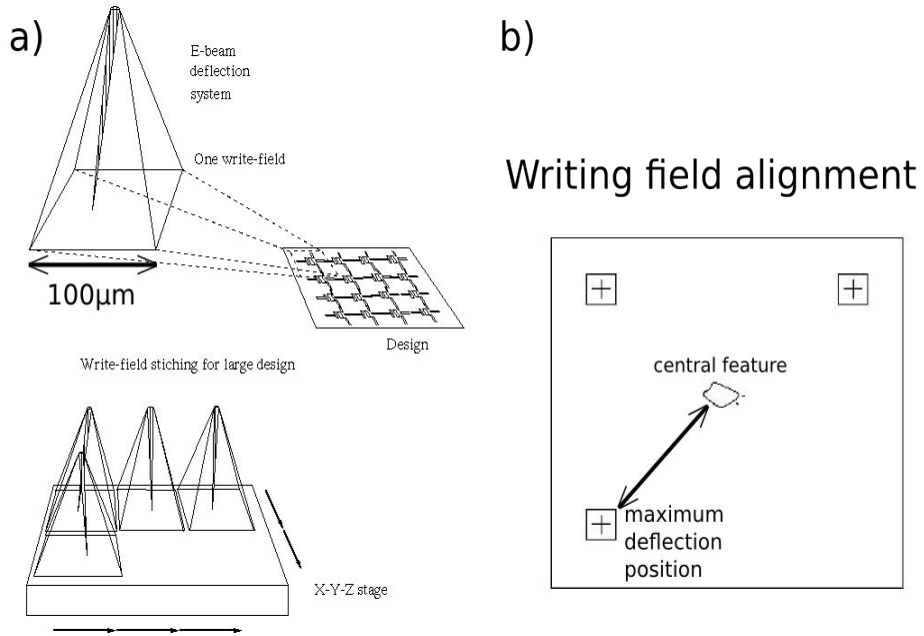 a)
E-beam
deflection
system
One write-field
100μm
Design
Write-field stiching for large design
X-Y-Z stage
b)
Writing field alignment
central feature
maximum
deflection
position